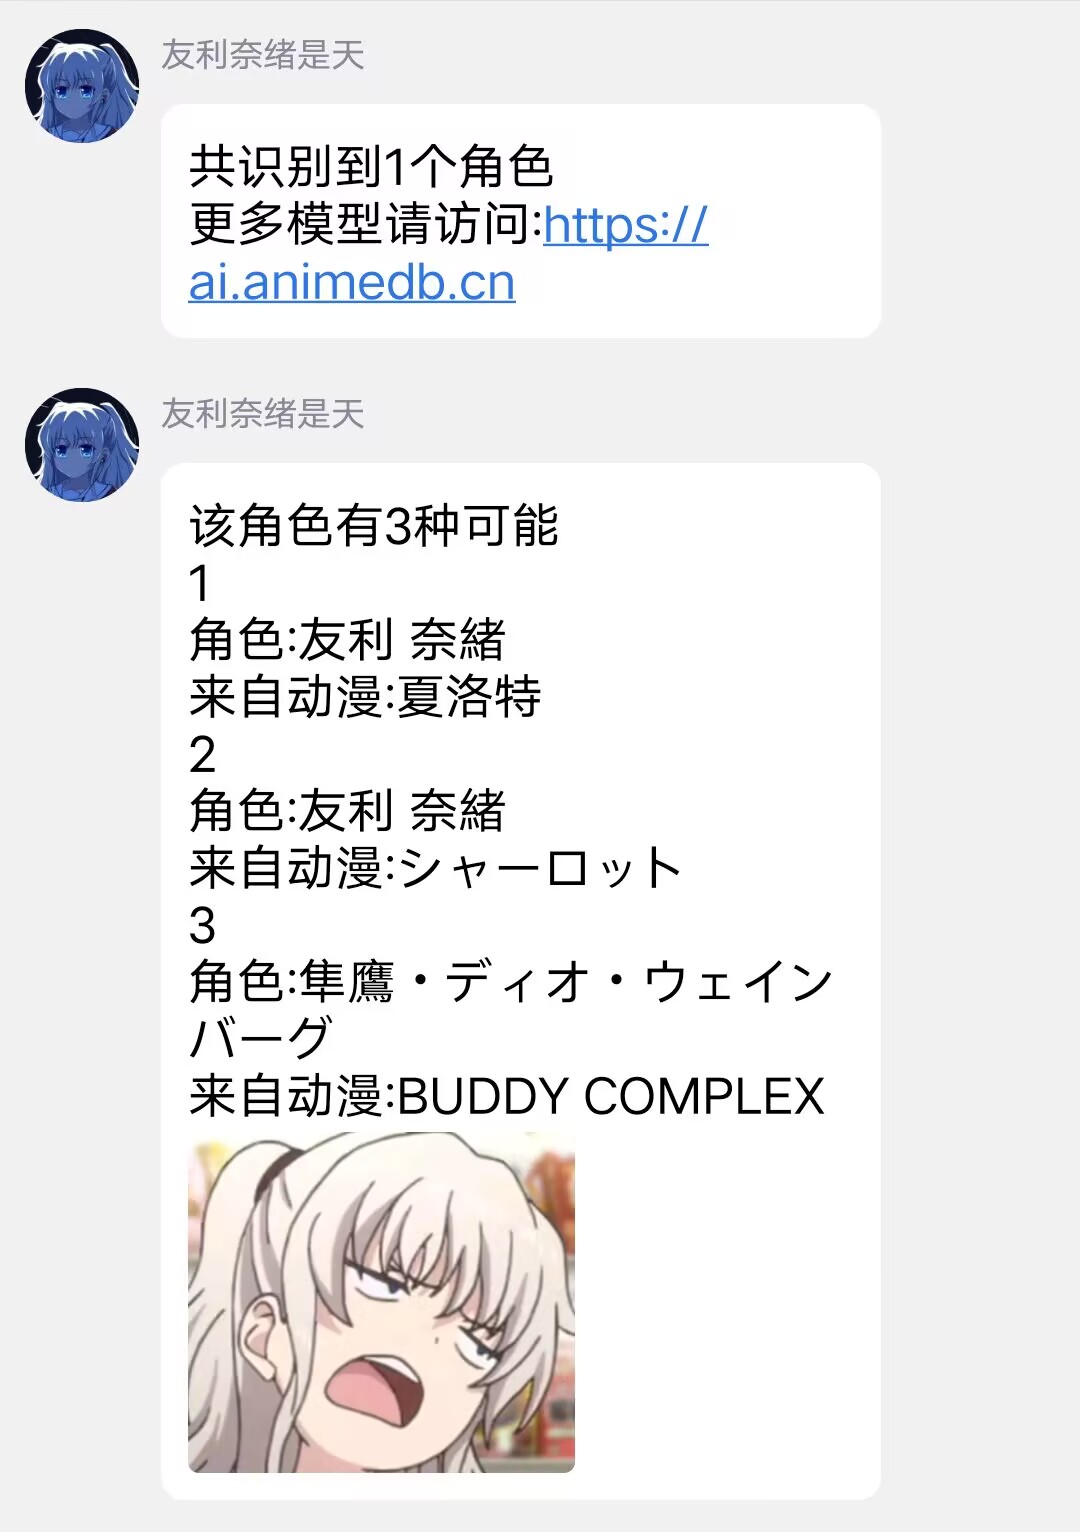 友利奈绪是天
共识别到1个角色
更多模型请访问:https://
ai.animedb.cn
友利奈绪是天
该角色有3种可能
1
角色:友利 奈緒
来自动漫:夏洛特
2
角色:友利 奈緒
来自动漫:シャーロット
3
角色:隼鷹・ディオ・ウェイン
バーグ
来自动漫:BUDDY COMPLEX